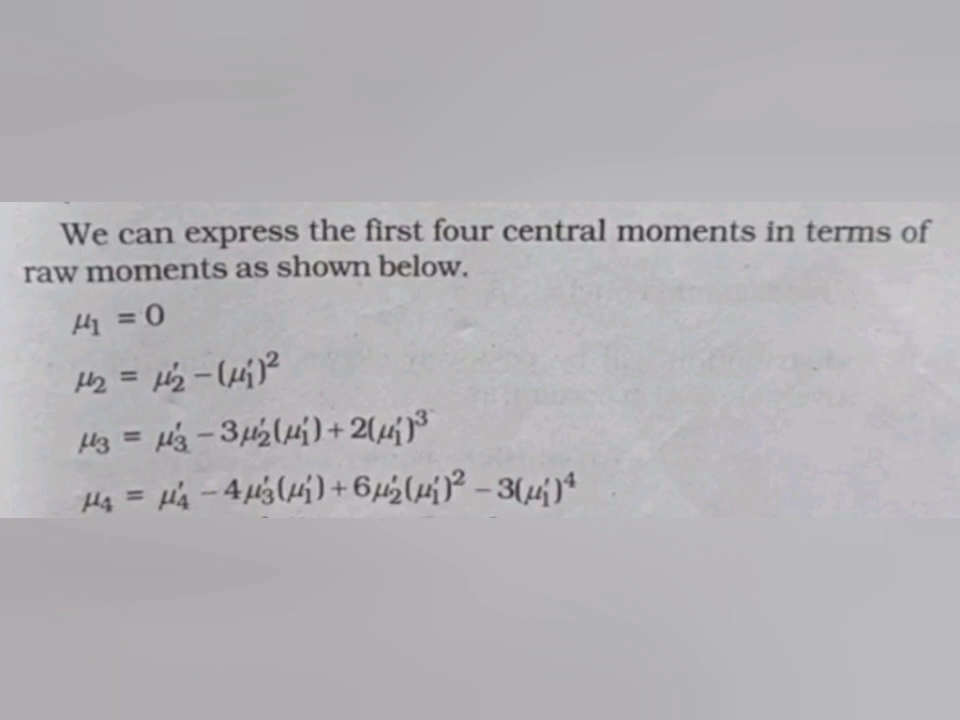 We can express the first four central moments in terms of
raw moments as shown below.
μ₁ = 0
μ₂ = μ₂′ − (μ₁′)²
μ₃ = μ₃′ − 3μ₂′(μ₁′) + 2(μ₁′)³
μ₄ = μ₄′ − 4μ₃′(μ₁′) + 6μ₂′(μ₁′)² − 3(μ₁′)⁴